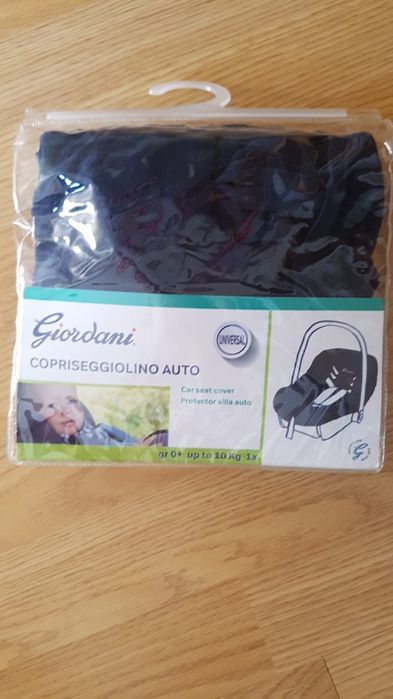 Giordani
UNIVERSAL
COPRISEGGIOLINO AUTO
Car seat cover
Protector silla auto
gr 0+ up to 10 Kg 1x